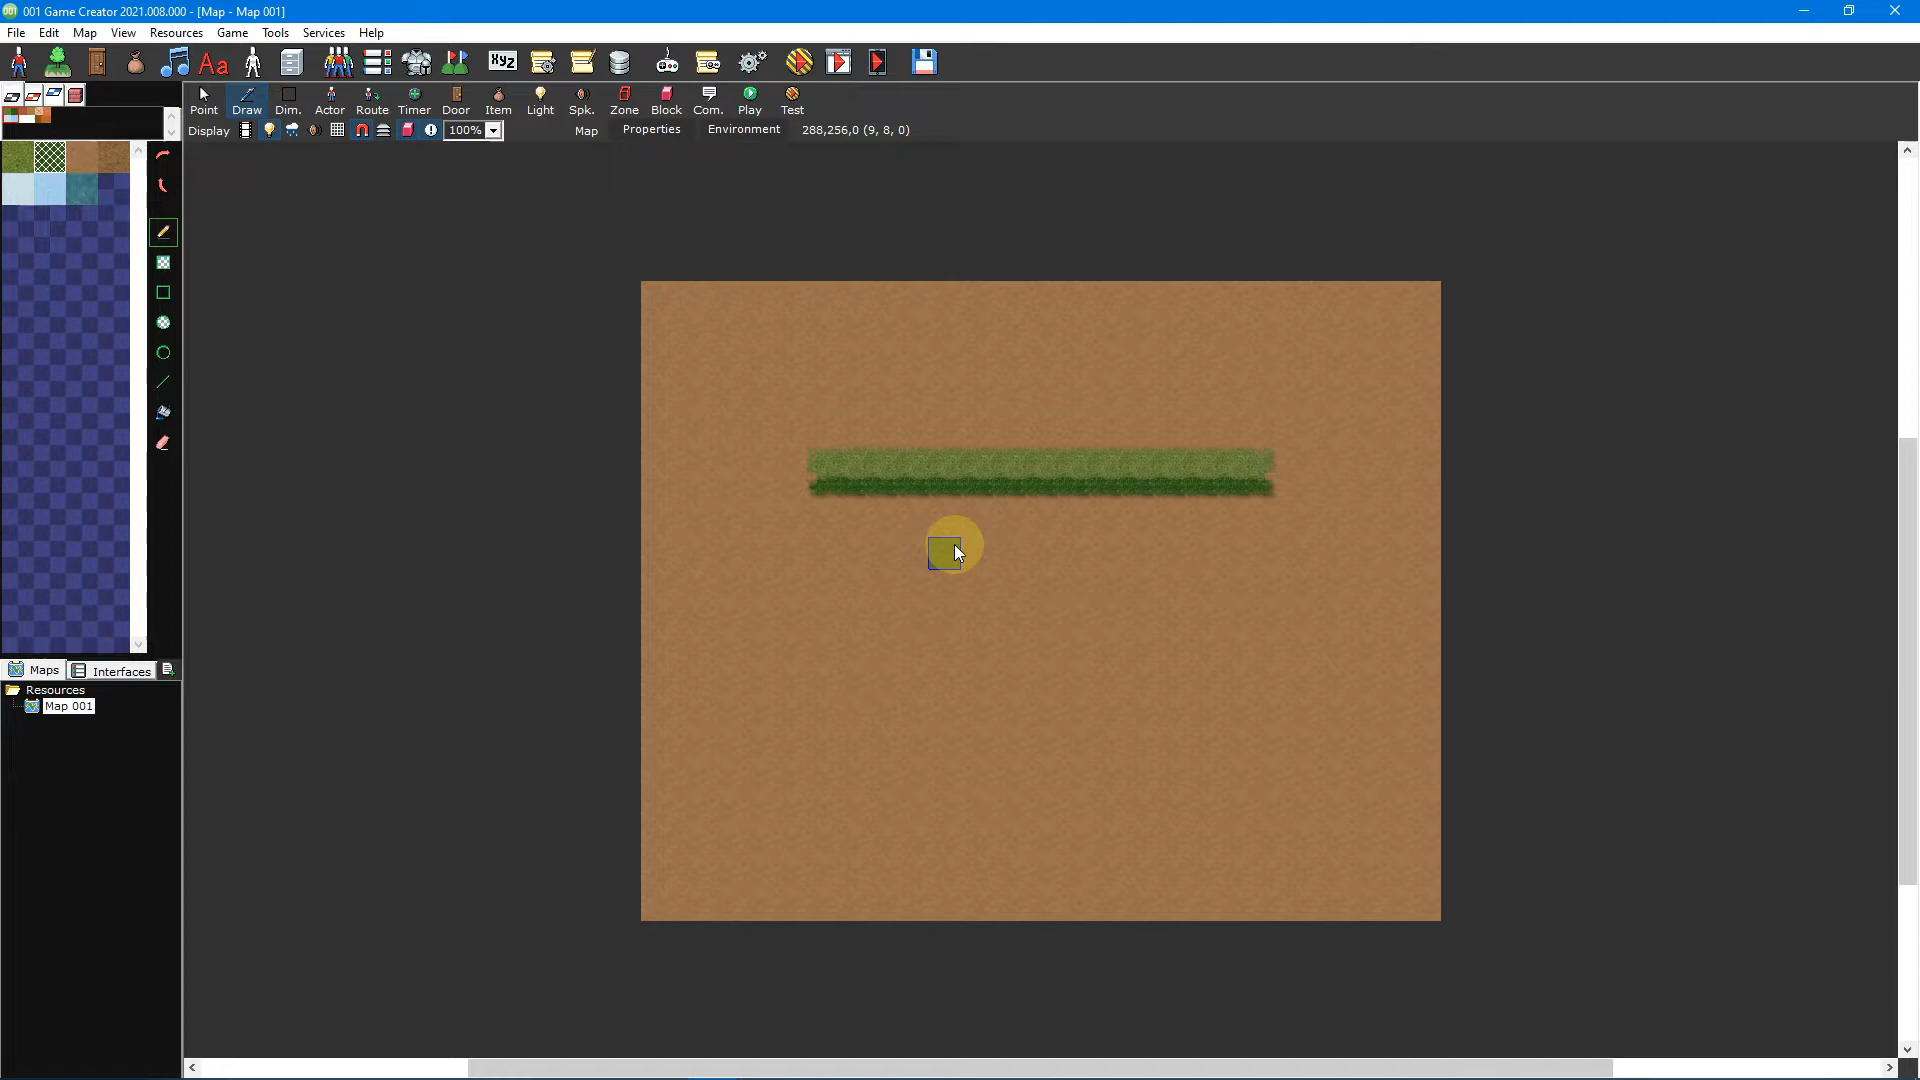 001 Game Creator 2021.008.000 - [Map - Map 001]
File Edit Map View Resources Game Tools Services Help
Aa XYZ
Point Draw Dim. Actor Route Timer Door Item Light Spk. Zone Block Com. Play Test
Display 100% Map Properties Environment 288,256,0 (9, 8, 0)
Maps Interfaces
Resources
Map 001